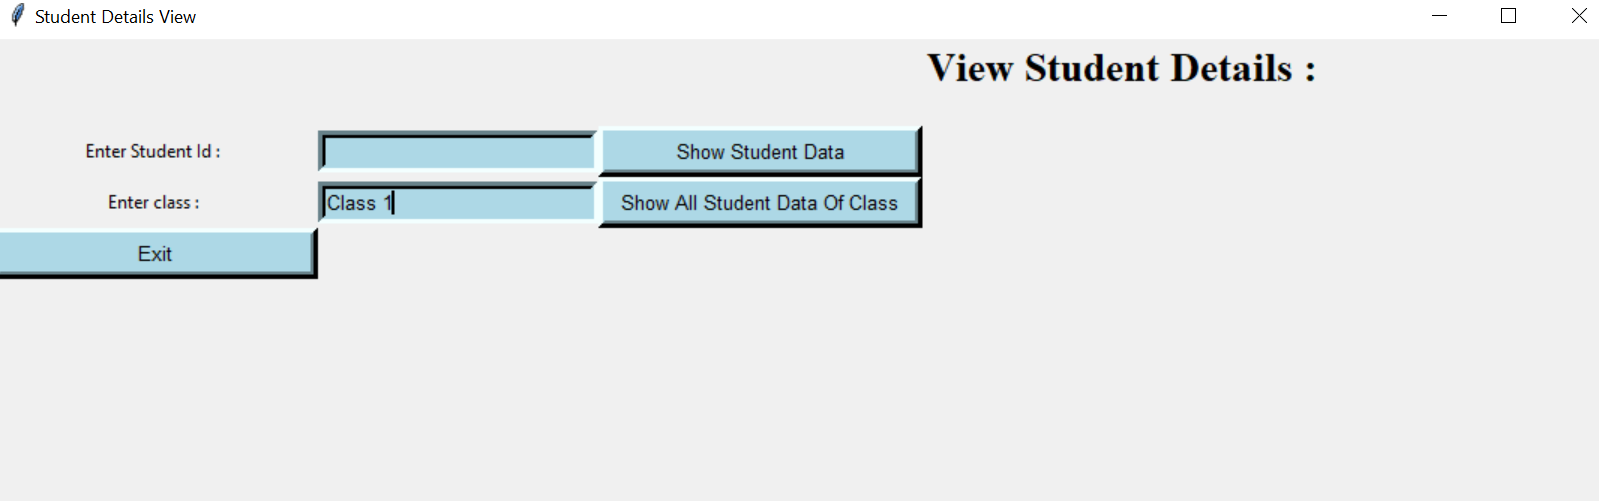 Student Details View
View Student Details :
Enter Student Id :
Show Student Data
Enter class :
Class 1
Show All Student Data Of Class
Exit